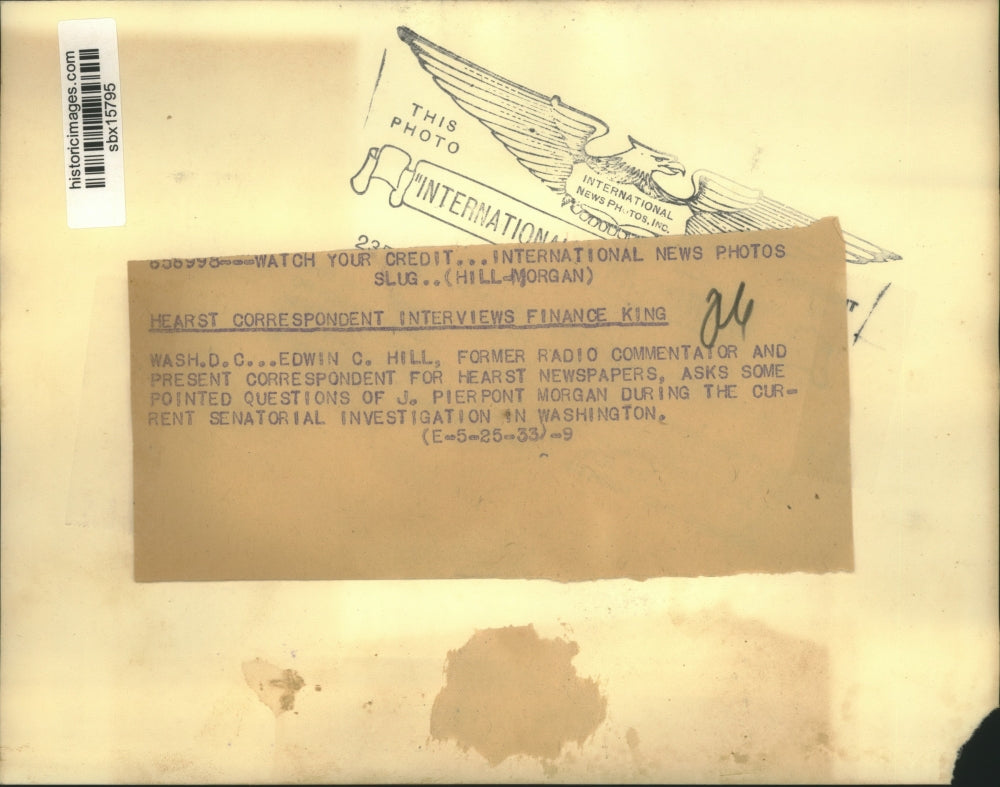 historicimages.com
sbx15795
THIS
PHOTO
"INTERNATIONAL
INTERNATIONAL
NEWS PHOTOS, INC.
WATCH YOUR CREDIT...INTERNATIONAL NEWS PHOTOS
SLUG..(HILL-MORGAN)
26
HEARST CORRESPONDENT INTERVIEWS FINANCE KING
WASH.D.C...EDWIN C. HILL, FORMER RADIO COMMENTATOR AND
PRESENT CORRESPONDENT FOR HEARST NEWSPAPERS, ASKS SOME
POINTED QUESTIONS OF J. PIERPONT MORGAN DURING THE CUR-
RENT SENATORIAL INVESTIGATION IN WASHINGTON.
(E-5-25-33)-9